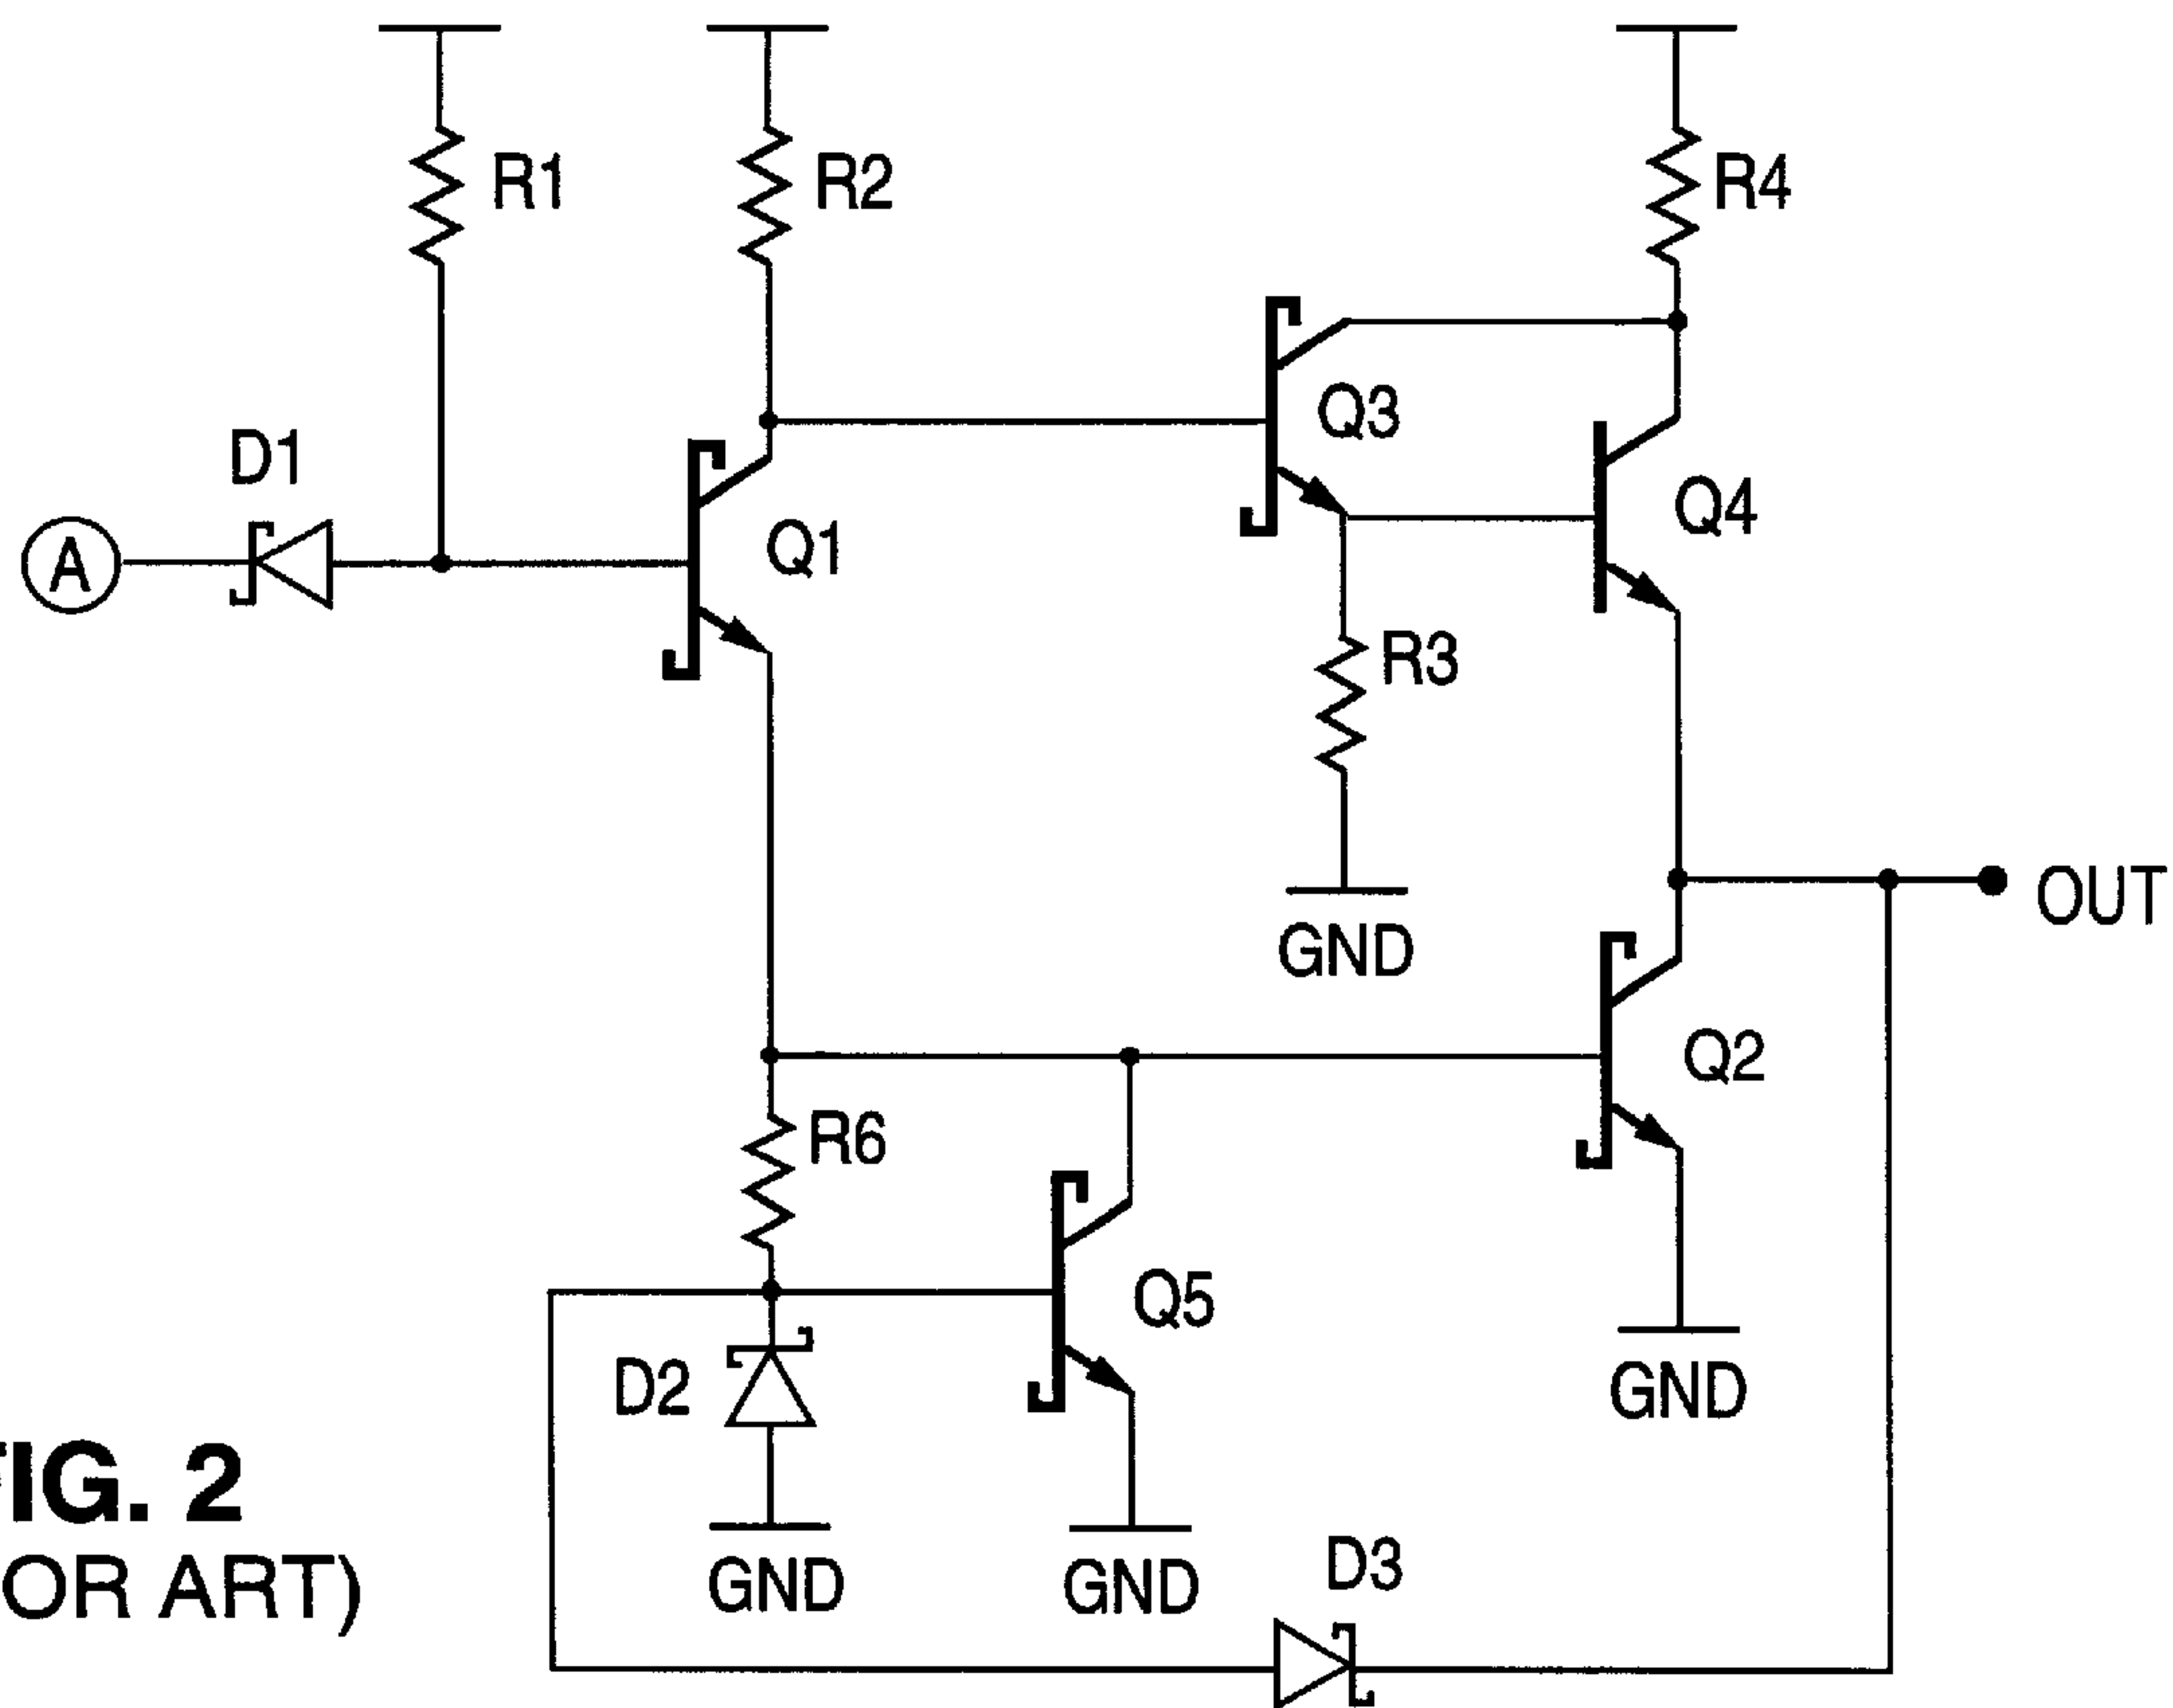 R1
R2
R4
D1
Q3
A
Q1
Q4
R3
OUT
GND
Q2
R6
Q5
D2
GND
FIG. 2
GND
GND
D3
OR ART)